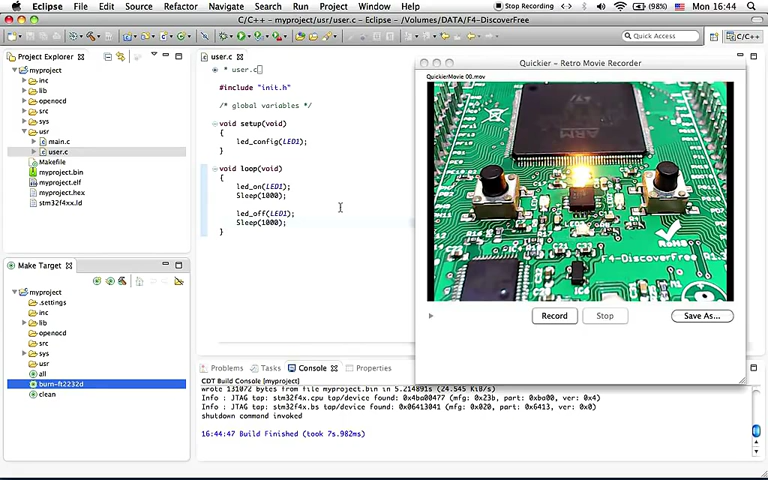 Eclipse File Edit Source Refactor Navigate Search Run Project Window Help Stop Recording (98%) Mon 16:44
C/C++ - myproject/usr/user.c - Eclipse - /Volumes/DATA/F4-DiscoverFree
Quick Access
C/C++
Project Explorer
myproject
inc
lib
openocd
src
sys
usr
main.c
user.c
Makefile
myproject.bin
myproject.elf
myproject.hex
stm32f4xx.ld
Make Target
myproject
.settings
inc
lib
openocd
src
sys
usr
all
burn-ft2232d
clean
user.c
* user.c
#include "init.h"
/* global variables */
void setup(void)
{
led_config(LED1);
}
void loop(void)
{
led_on(LED1);
Sleep(1000);
led_off(LED1);
Sleep(1000);
}
Quickier - Retro Movie Recorder
QuickierMovie 00.mov
ARM
RoHS
F4-DiscoverFree R1.
Record
Stop
Save As...
Problems Tasks Console Properties
CDT Build Console [myproject]
wrote 131072 bytes from file myproject.bin in 5.214891s (24.545 KiB/s)
Info : JTAG tap: stm32f4x.cpu tap/device found: 0x4ba00477 (mfg: 0x23b, part: 0xba00, ver: 0x4)
Info : JTAG tap: stm32f4x.bs tap/device found: 0x06413041 (mfg: 0x020, part: 0x6413, ver: 0x0)
shutdown command invoked
16:44:47 Build Finished (took 7s.982ms)